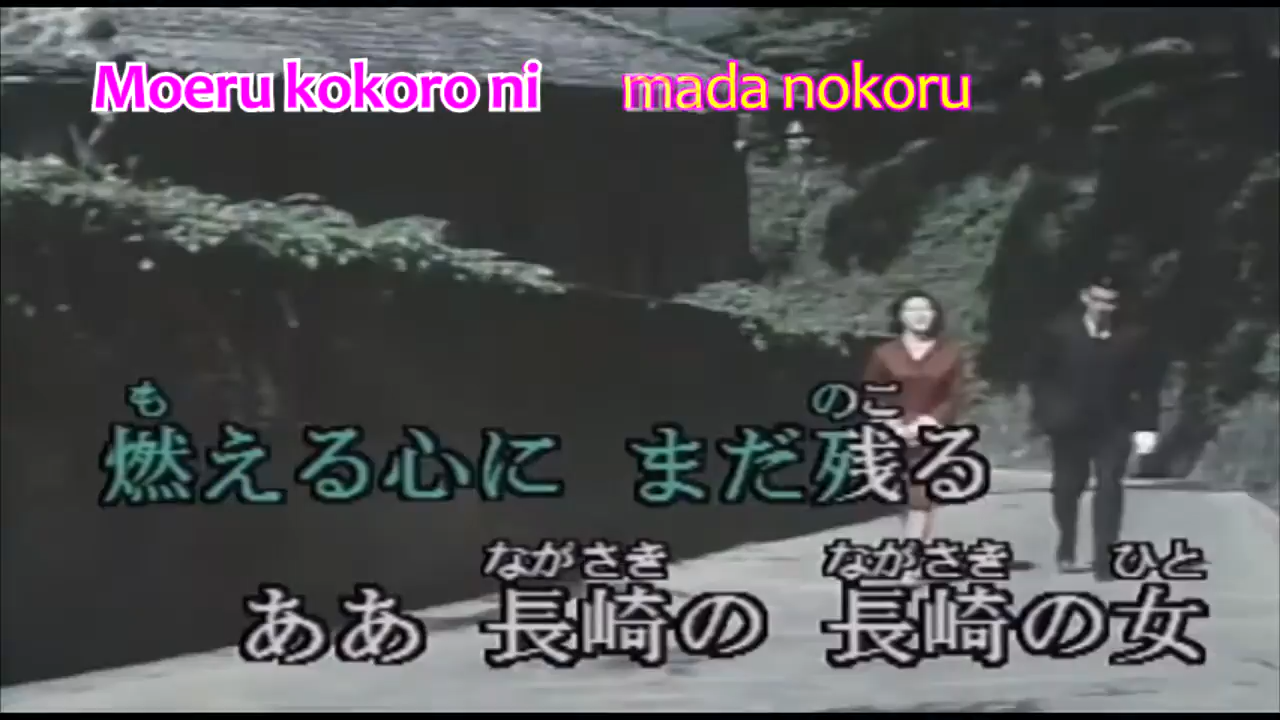 Moeru kokoro ni mada nokoru
も のこ
燃える心に まだ残る
ながさき ながさき ひと
ああ 長崎の 長崎の女